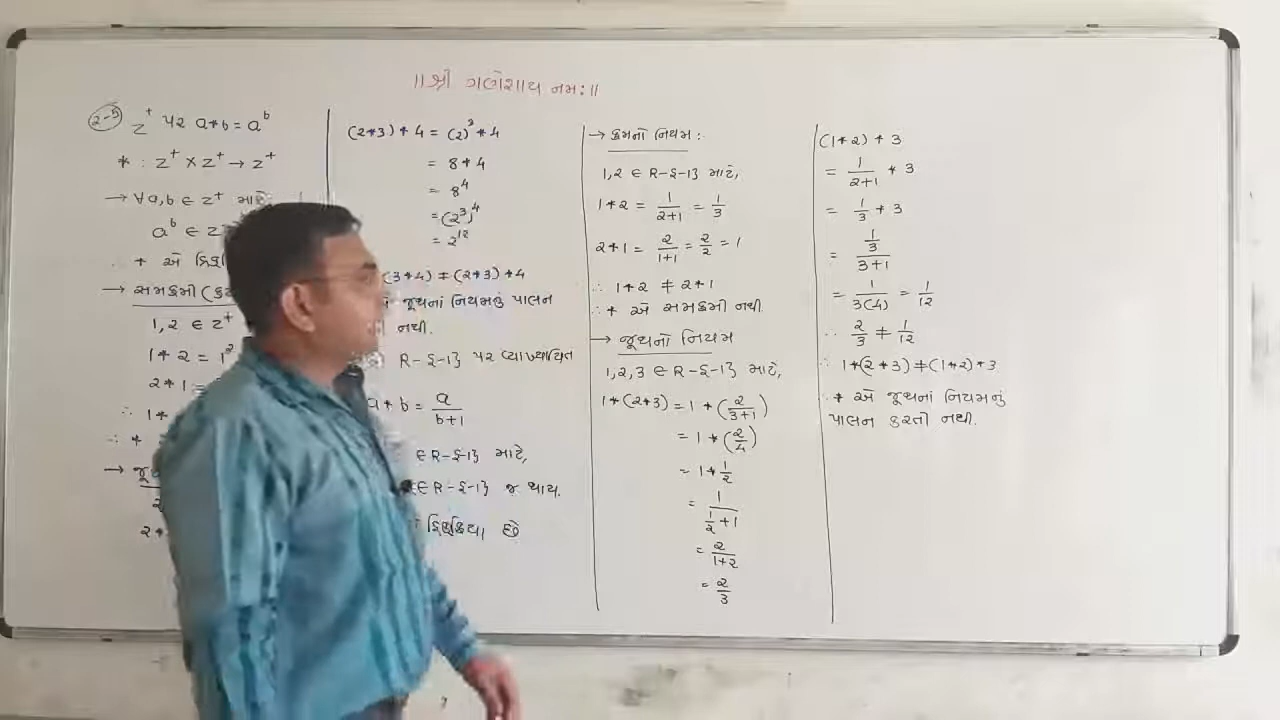 ॥ શ્રી ગણેશાય નમઃ ॥
2-5 z⁺ પર a*b = a^b
* : z⁺ × z⁺ → z⁺
→ ∀a,b ∈ z⁺ માટે
a^b ∈ z
* એ
→ સમક્રમી
1,2 ∈ z⁺
1*2 = 1²
2*1 =
∴ 1*
∴ *
→
(2*3)*4 = (2)³*4
= 8*4
= 8⁴
= (2³)⁴
= 2¹²
(3*4) ≠ (2*3)*4
જૂથનાં નિયમનું પાલન
નથી.
R-{-1} પર વ્યાખ્યાયિત
a*b = a/(b+1)
∈ R-{-1} માટે,
∈ R-{-1} જ થાય.
દ્વિક્ક્રિયા છે
→ ક્રમનો નિયમ :
1,2 ∈ R-{-1} માટે,
1*2 = 1/(2+1) = 1/3
2*1 = 2/(1+1) = 2/2 = 1
∴ 1*2 ≠ 2*1
∴ * એ સમક્રમી નથી.
→ જૂથનો નિયમ
1,2,3 ∈ R-{-1} માટે,
1*(2*3) = 1*(2/(3+1))
= 1*(2/4)
= 1*1/2
= 1/(1/2+1)
= 2/(1+2)
= 2/3
(1*2)*3
= 1/(2+1) * 3
= 1/3 * 3
= (1/3)/(3+1)
= 1/3(4) = 1/12
∴ 2/3 ≠ 1/12
∴ 1*(2*3) ≠ (1*2)*3
* એ જૂથનાં નિયમનું
પાલન કરતો નથી.